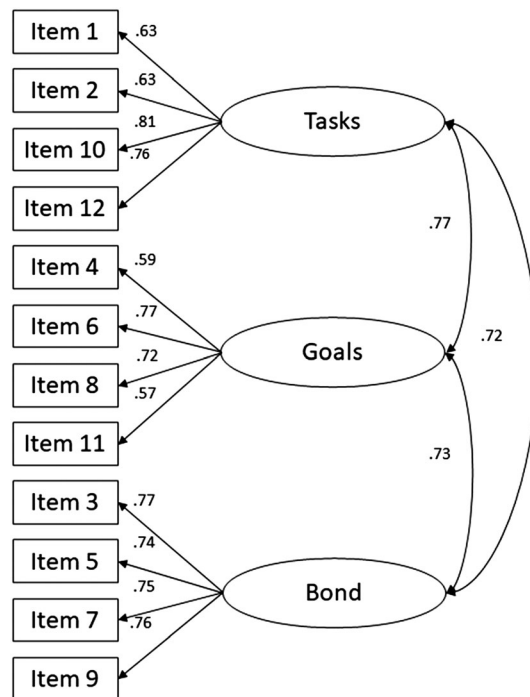 Item 1
.63
Item 2
.63
Item 10
.81
.76
Item 12
Tasks
Item 4
.59
Item 6
.77
Item 8
.72
.57
Item 11
Goals
Item 3
.77
Item 5
.74
Item 7
.75
.76
Item 9
Bond
.77
.72
.73